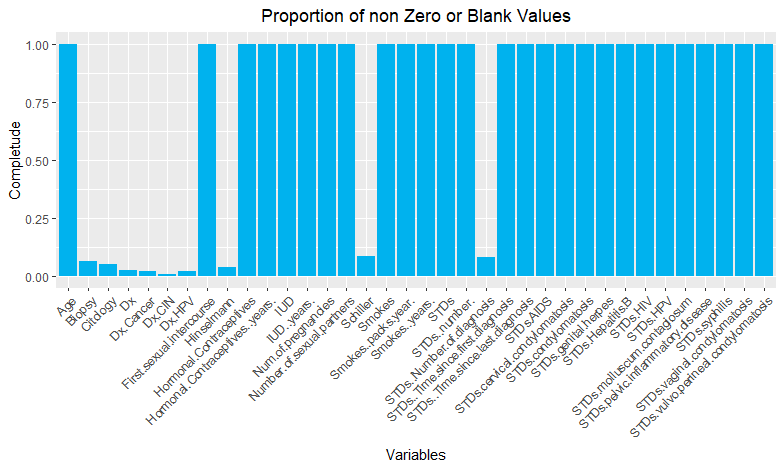 Proportion of non Zero or Blank Values
Completude
1.00
0.75
0.50
0.25
0.00
Age
Biopsy
Citology
Dx
Dx.Cancer
Dx.CIN
Dx.HPV
First.sexual.intercourse
Hinselmann
Hormonal.Contraceptives
Hormonal.Contraceptives..years.
IUD
IUD..years.
Num.of.pregnancies
Number.of.sexual.partners
Schiller
Smokes
Smokes..packs.year.
Smokes..years.
STDs
STDs..number.
STDs..Number.of.diagnosis
STDs..Time.since.first.diagnosis
STDs..Time.since.last.diagnosis
STDs.AIDS
STDs.cervical.condylomatosis
STDs.condylomatosis
STDs.genital.herpes
STDs.Hepatitis.B
STDs.HIV
STDs.HPV
STDs.molluscum.contagiosum
STDs.pelvic.inflammatory.disease
STDs.syphilis
STDs.vaginal.condylomatosis
STDs.vulvo.perineal.condylomatosis
Variables